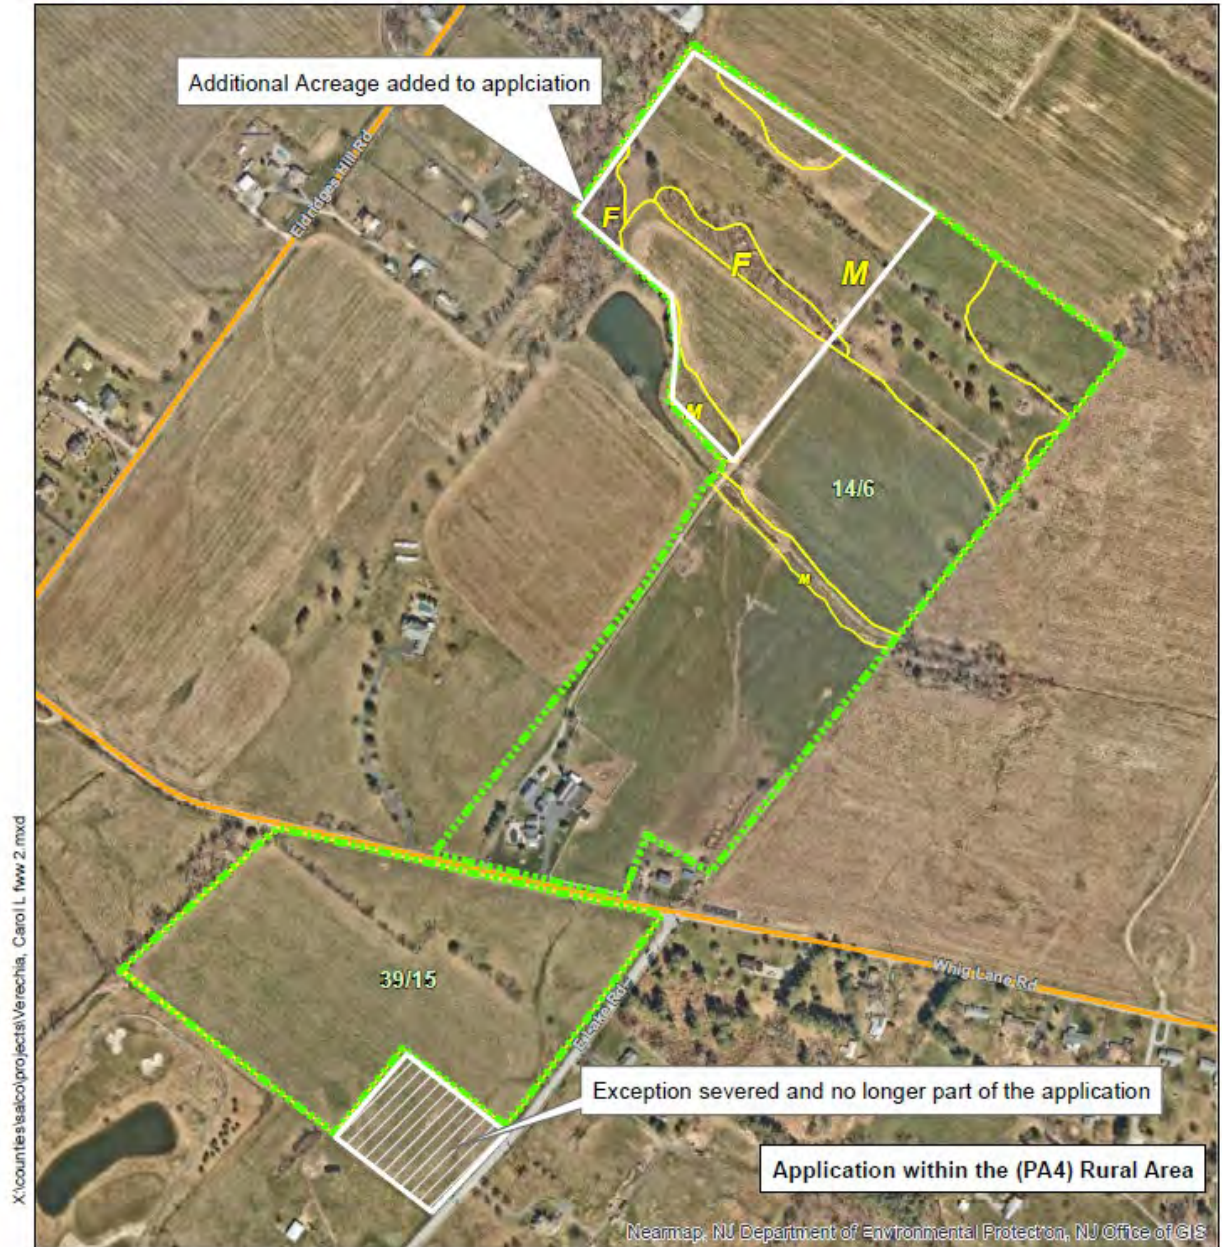 Additional Acreage added to applciation
Eldridges Hill Rd
F
F
M
M
14/6
M
39/15
Whig Lane Rd
E Lake Rd
Exception severed and no longer part of the application
Application within the (PA4) Rural Area
Nearmap, NJ Department of Environmental Protection, NJ Office of GIS
X:\counties\salco\projects\Verechia, Carol L fww 2.mxd